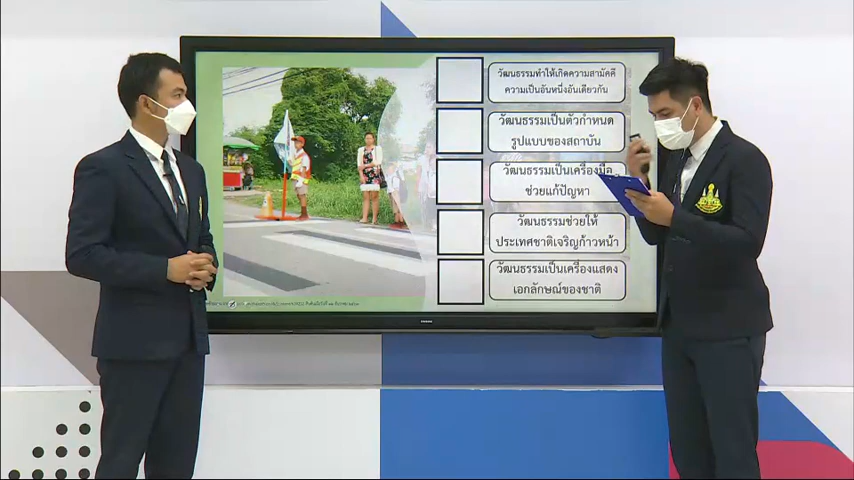 วัฒนธรรมทำให้เกิดความสามัคคี
ความเป็นอันหนึ่งอันเดียวกัน
วัฒนธรรมเป็นตัวกำหนด
รูปแบบของสถาบัน
วัฒนธรรมเป็นเครื่องมือ
ช่วยแก้ปัญหา
วัฒนธรรมช่วยให้
ประเทศชาติเจริญก้าวหน้า
วัฒนธรรมเป็นเครื่องแสดง
เอกลักษณ์ของชาติ